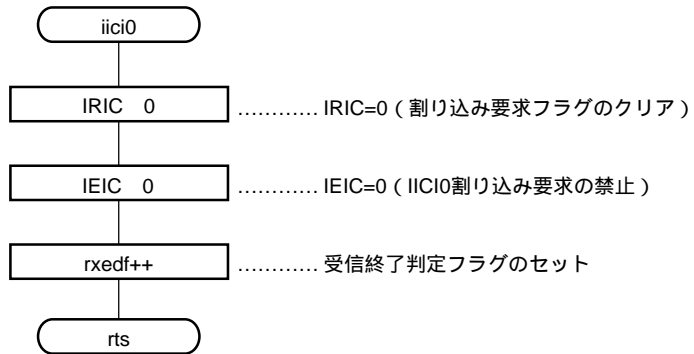 iici0
IRIC 0 ………… IRIC=0(割り込み要求フラグのクリア)
IEIC 0 ………… IEIC=0(IICI0割り込み要求の禁止)
rxedf++ ………… 受信終了判定フラグのセット
rts